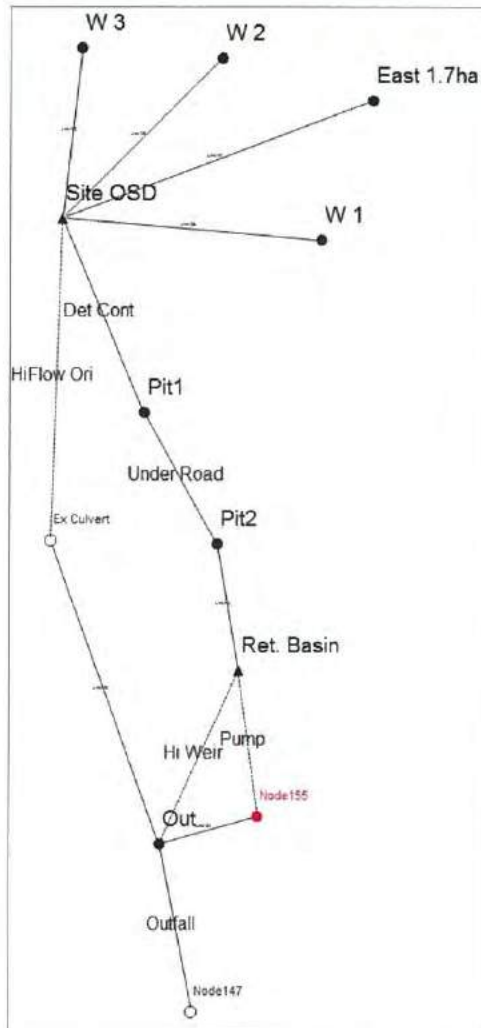 W 3
W 2
East 1.7ha
Site OSD
W 1
Det Cont
HiFlow Ori
Pit1
Under Road
Ex Culvert
Pit2
Ret. Basin
Pump
Hi Weir
Node155
Out
Outfall
Node147